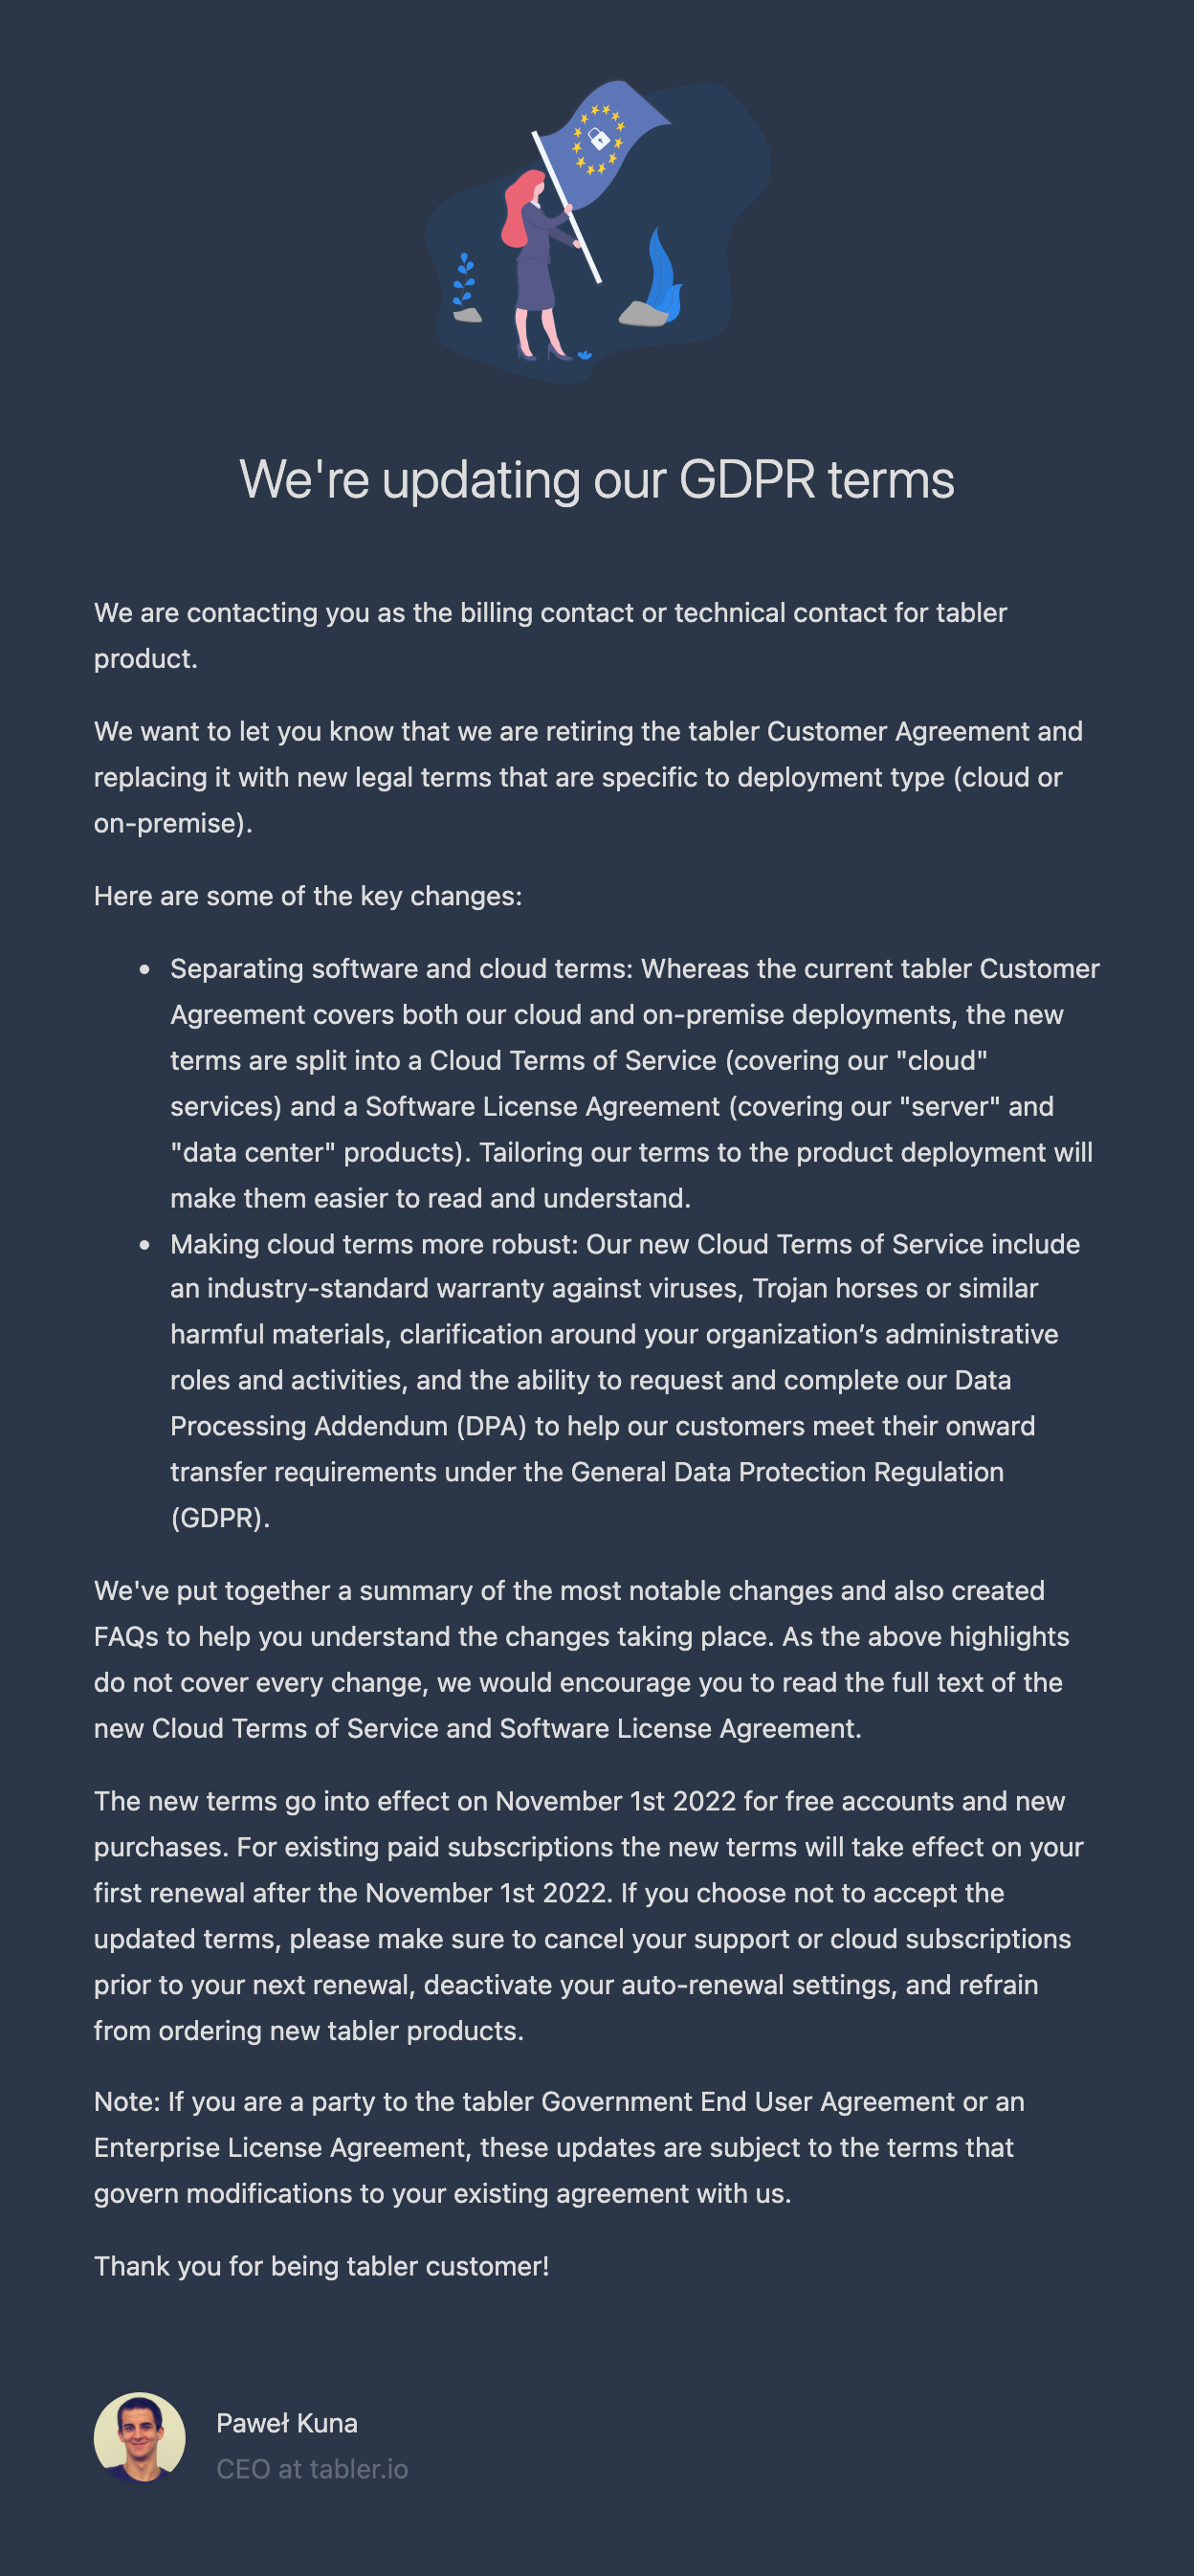 We're updating our GDPR terms
We are contacting you as the billing contact or technical contact for tabler
product.
We want to let you know that we are retiring the tabler Customer Agreement and
replacing it with new legal terms that are specific to deployment type (cloud or
on-premise).
Here are some of the key changes:
• Separating software and cloud terms: Whereas the current tabler Customer
Agreement covers both our cloud and on-premise deployments, the new
terms are split into a Cloud Terms of Service (covering our "cloud"
services) and a Software License Agreement (covering our "server" and
"data center" products). Tailoring our terms to the product deployment will
make them easier to read and understand.
• Making cloud terms more robust: Our new Cloud Terms of Service include
an industry-standard warranty against viruses, Trojan horses or similar
harmful materials, clarification around your organization’s administrative
roles and activities, and the ability to request and complete our Data
Processing Addendum (DPA) to help our customers meet their onward
transfer requirements under the General Data Protection Regulation
(GDPR).
We've put together a summary of the most notable changes and also created
FAQs to help you understand the changes taking place. As the above highlights
do not cover every change, we would encourage you to read the full text of the
new Cloud Terms of Service and Software License Agreement.
The new terms go into effect on November 1st 2022 for free accounts and new
purchases. For existing paid subscriptions the new terms will take effect on your
first renewal after the November 1st 2022. If you choose not to accept the
updated terms, please make sure to cancel your support or cloud subscriptions
prior to your next renewal, deactivate your auto-renewal settings, and refrain
from ordering new tabler products.
Note: If you are a party to the tabler Government End User Agreement or an
Enterprise License Agreement, these updates are subject to the terms that
govern modifications to your existing agreement with us.
Thank you for being tabler customer!
Paweł Kuna
CEO at tabler.io